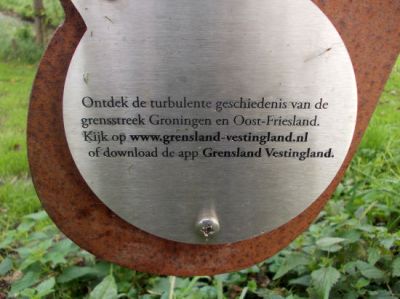 Ontdek de turbulente geschiedenis van de
grensstreek Groningen en Oost-Friesland.
Kijk op www.grensland-vestingland.nl
of download de app Grensland Vestingland.